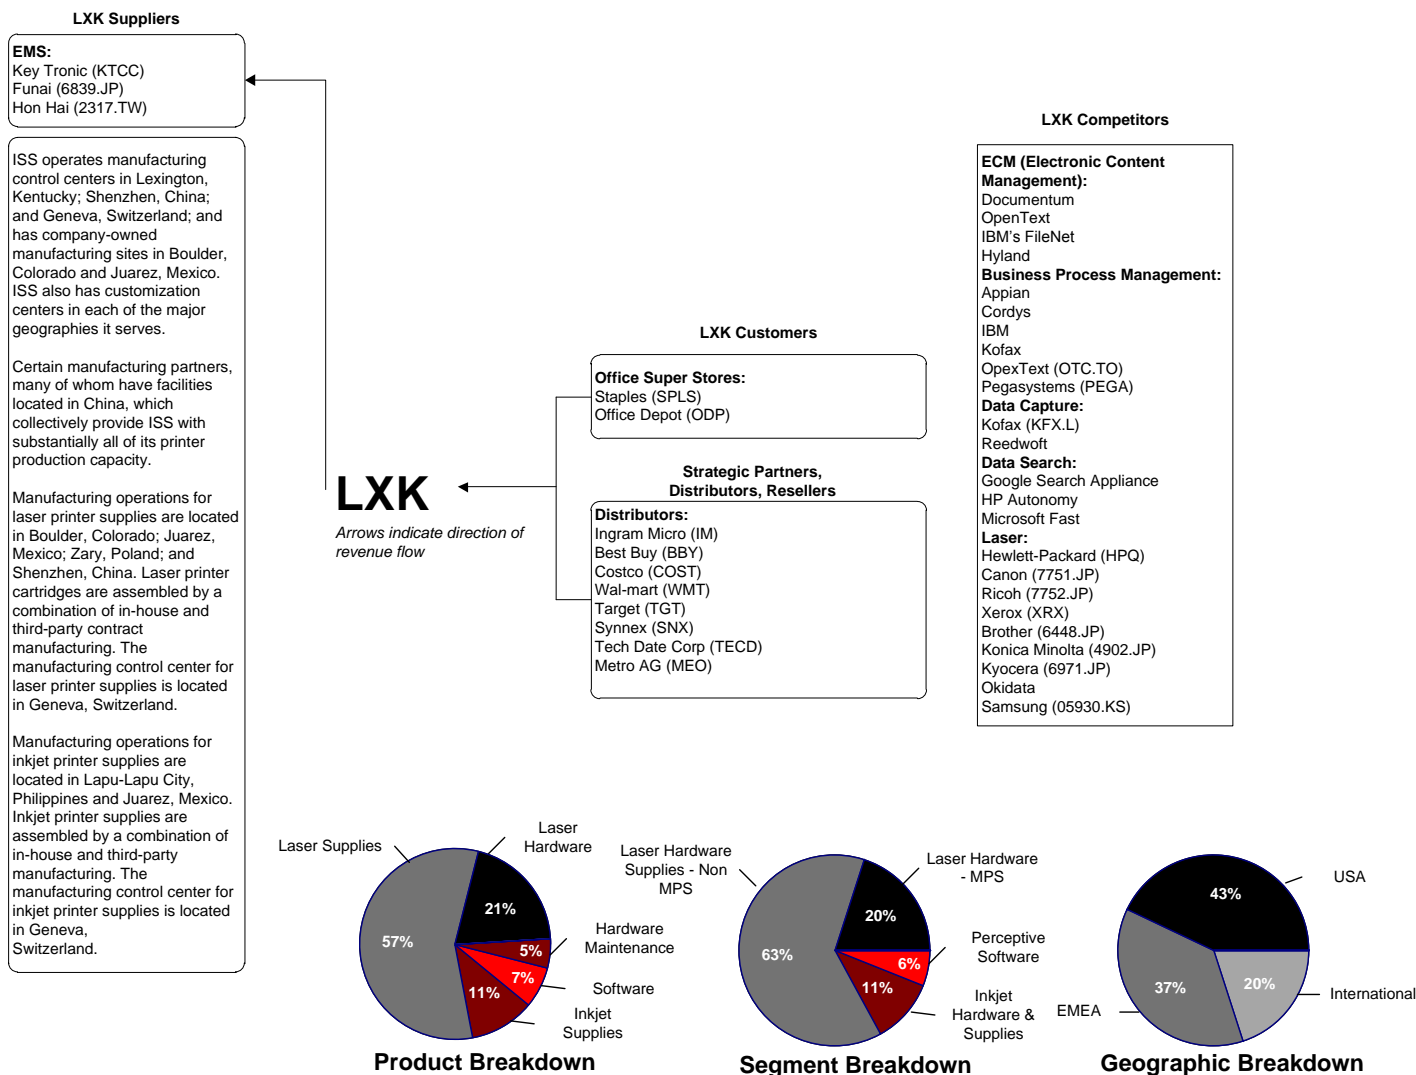 LXK Suppliers
EMS:
Key Tronic (KTCC)
Funai (6839.JP)
Hon Hai (2317.TW)
ISS operates manufacturing
control centers in Lexington,
Kentucky; Shenzhen, China;
and Geneva, Switzerland; and
has company-owned
manufacturing sites in Boulder,
Colorado and Juarez, Mexico.
ISS also has customization
centers in each of the major
geographies it serves.
Certain manufacturing partners,
many of whom have facilities
located in China, which
collectively provide ISS with
substantially all of its printer
production capacity.
Manufacturing operations for
laser printer supplies are located
in Boulder, Colorado; Juarez,
Mexico; Zary, Poland; and
Shenzhen, China. Laser printer
cartridges are assembled by a
combination of in-house and
third-party contract
manufacturing. The
manufacturing control center for
laser printer supplies is located
in Geneva, Switzerland.
Manufacturing operations for
inkjet printer supplies are
located in Lapu-Lapu City,
Philippines and Juarez, Mexico.
Inkjet printer supplies are
assembled by a combination of
in-house and third-party
manufacturing. The
manufacturing control center for
inkjet printer supplies is located
in Geneva,
Switzerland.
LXK
Arrows indicate direction of
revenue flow
LXK Customers
Office Super Stores:
Staples (SPLS)
Office Depot (ODP)
Strategic Partners,
Distributors, Resellers
Distributors:
Ingram Micro (IM)
Best Buy (BBY)
Costco (COST)
Wal-mart (WMT)
Target (TGT)
Synnex (SNX)
Tech Date Corp (TECD)
Metro AG (MEO)
LXK Competitors
ECM (Electronic Content
Management):
Documentum
OpenText
IBM's FileNet
Hyland
Business Process Management:
Appian
Cordys
IBM
Kofax
OpexText (OTC.TO)
Pegasystems (PEGA)
Data Capture:
Kofax (KFX.L)
Reedwoft
Data Search:
Google Search Appliance
HP Autonomy
Microsoft Fast
Laser:
Hewlett-Packard (HPQ)
Canon (7751.JP)
Ricoh (7752.JP)
Xerox (XRX)
Brother (6448.JP)
Konica Minolta (4902.JP)
Kyocera (6971.JP)
Okidata
Samsung (05930.KS)
Laser Supplies
Laser
Hardware
57%
21%
5%
7%
11%
Hardware
Maintenance
Software
Inkjet
Supplies
Product Breakdown
Laser Hardware
Supplies - Non
MPS
Laser Hardware
- MPS
63%
20%
6%
11%
Perceptive
Software
Inkjet
Hardware &
Supplies
Segment Breakdown
USA
43%
37%
20%
EMEA
International
Geographic Breakdown